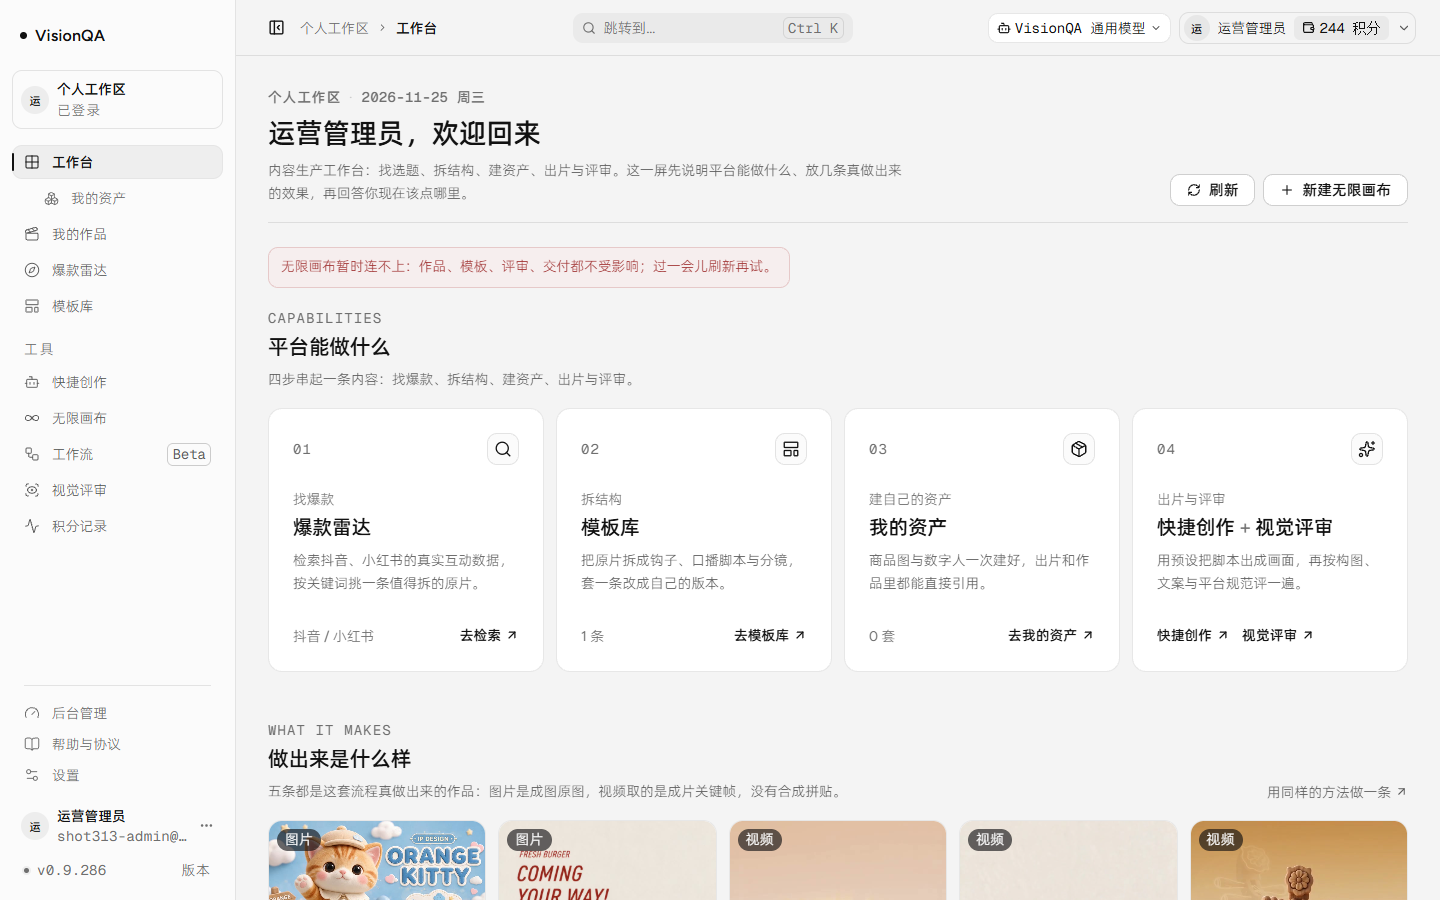 VisionQA
运
个人工作区
已登录
工作台
我的资产
我的作品
爆款雷达
模板库
工具
快捷创作
无限画布
工作流
Beta
视觉评审
积分记录
后台管理
帮助与协议
设置
运
运营管理员
shot313-admin@…
v0.9.286
版本
个人工作区
工作台
跳转到...
Ctrl K
VisionQA 通用模型
运
运营管理员
244 积分
个人工作区 · 2026-11-25 周三
运营管理员，欢迎回来
内容生产工作台：找选题、拆结构、建资产、出片与评审。这一屏先说明平台能做什么、放几条真做出来
的效果，再回答你现在该点哪里。
刷新
新建无限画布
无限画布暂时连不上：作品、模板、评审、交付都不受影响；过一会儿刷新再试。
CAPABILITIES
平台能做什么
四步串起一条内容：找爆款、拆结构、建资产、出片与评审。
01
找爆款
爆款雷达
检索抖音、小红书的真实互动数据，
按关键词挑一条值得拆的原片。
抖音 / 小红书
去检索
02
拆结构
模板库
把原片拆成钩子、口播脚本与分镜，
套一条改成自己的版本。
1 条
去模板库
03
建自己的资产
我的资产
商品图与数字人一次建好，出片和作
品里都能直接引用。
0 套
去我的资产
04
出片与评审
快捷创作 + 视觉评审
用预设把脚本出成画面，再按构图、
文案与平台规范评一遍。
快捷创作
视觉评审
WHAT IT MAKES
做出来是什么样
五条都是这套流程真做出来的作品：图片是成图原图，视频取的是成片关键帧，没有合成拼贴。
用同样的方法做一条
图片
IP DESIGN
ORANGE
KITTY
图片
FRESH BURGER
COMING
YOUR WAY!
视频
视频
视频